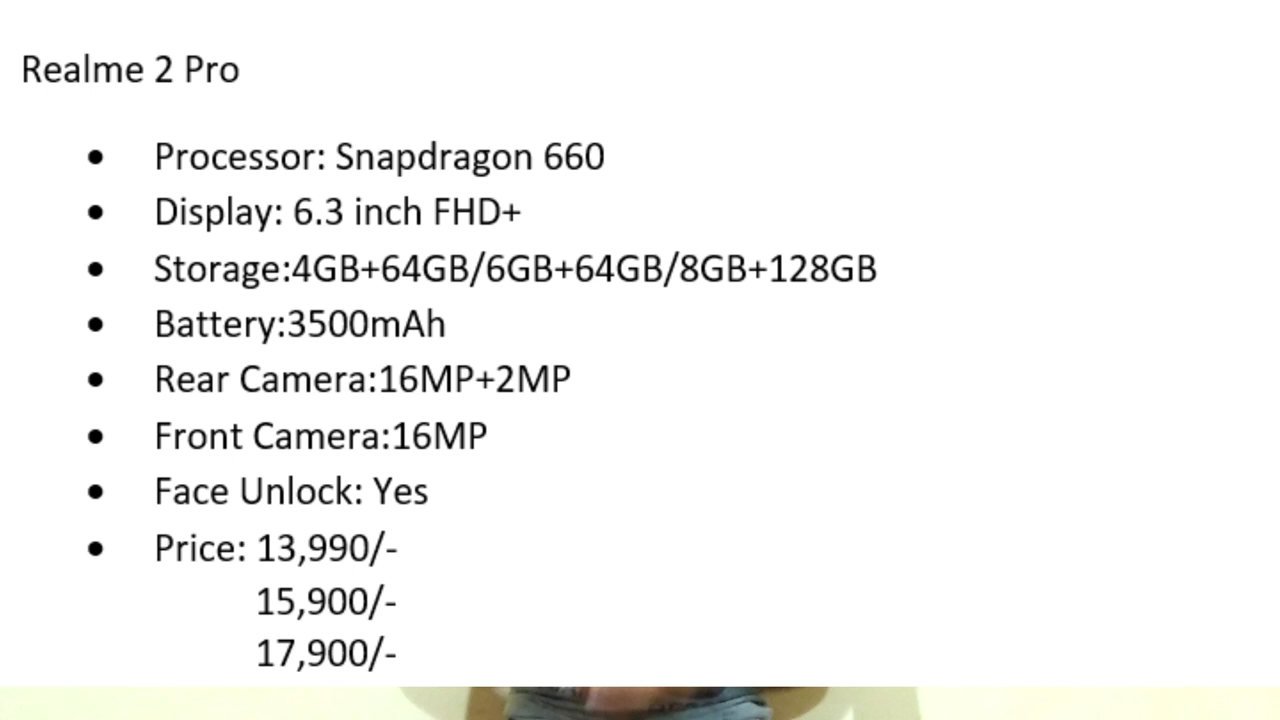 Realme 2 Pro
• Processor: Snapdragon 660
• Display: 6.3 inch FHD+
• Storage:4GB+64GB/6GB+64GB/8GB+128GB
• Battery:3500mAh
• Rear Camera:16MP+2MP
• Front Camera:16MP
• Face Unlock: Yes
• Price: 13,990/-
15,900/-
17,900/-